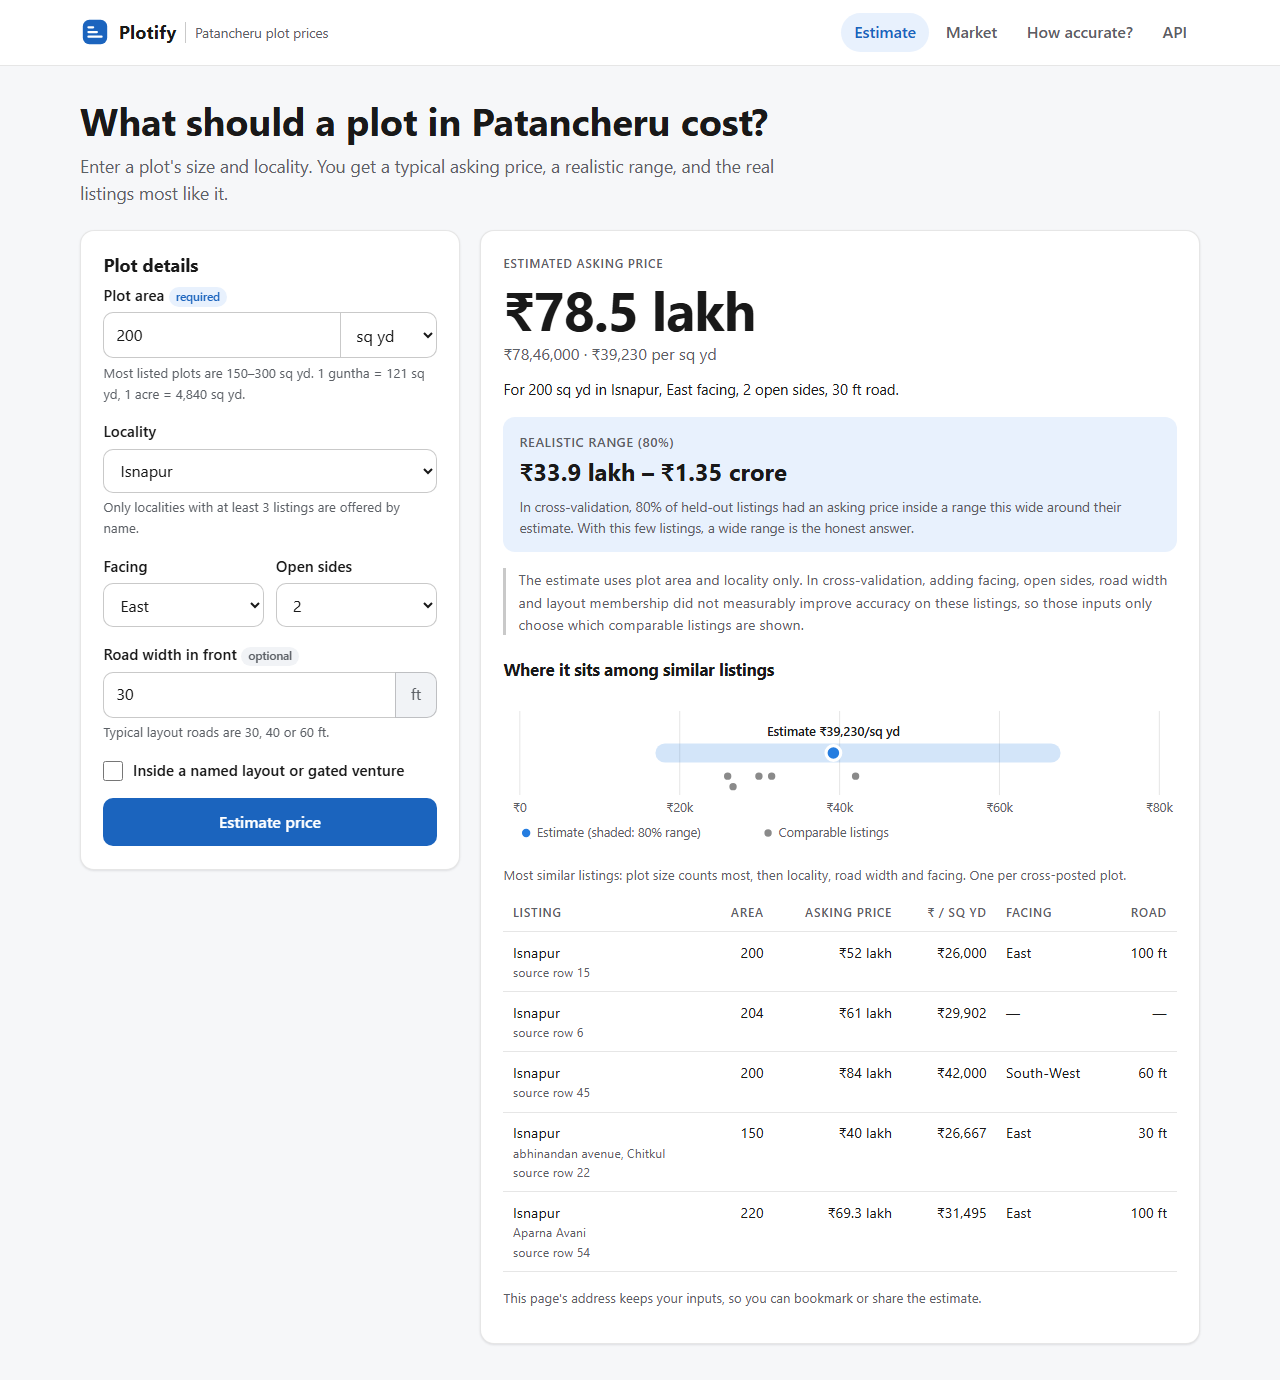 Plotify
Patancheru plot prices
Estimate
Market
How accurate?
API
What should a plot in Patancheru cost?
Enter a plot's size and locality. You get a typical asking price, a realistic range, and the real
listings most like it.
Plot details
Plot area required
200
sq yd
Most listed plots are 150–300 sq yd. 1 guntha = 121 sq
yd, 1 acre = 4,840 sq yd.
Locality
Isnapur
Only localities with at least 3 listings are offered by
name.
Facing
Open sides
East
2
Road width in front optional
30
ft
Typical layout roads are 30, 40 or 60 ft.
Inside a named layout or gated venture
Estimate price
ESTIMATED ASKING PRICE
₹78.5 lakh
₹78,46,000 · ₹39,230 per sq yd
For 200 sq yd in Isnapur, East facing, 2 open sides, 30 ft road.
REALISTIC RANGE (80%)
₹33.9 lakh – ₹1.35 crore
In cross-validation, 80% of held-out listings had an asking price inside a range this wide around their
estimate. With this few listings, a wide range is the honest answer.
The estimate uses plot area and locality only. In cross-validation, adding facing, open sides, road width
and layout membership did not measurably improve accuracy on these listings, so those inputs only
choose which comparable listings are shown.
Where it sits among similar listings
Estimate ₹39,230/sq yd
₹0 ₹20k ₹40k ₹60k ₹80k
Estimate (shaded: 80% range) Comparable listings
Most similar listings: plot size counts most, then locality, road width and facing. One per cross-posted plot.
LISTING AREA ASKING PRICE ₹ / SQ YD FACING ROAD
Isnapur 200 ₹52 lakh ₹26,000 East 100 ft
source row 15
Isnapur 204 ₹61 lakh ₹29,902 — —
source row 6
Isnapur 200 ₹84 lakh ₹42,000 South-West 60 ft
source row 45
Isnapur 150 ₹40 lakh ₹26,667 East 30 ft
abhinandan avenue, Chitkul
source row 22
Isnapur 220 ₹69.3 lakh ₹31,495 East 100 ft
Aparna Avani
source row 54
This page's address keeps your inputs, so you can bookmark or share the estimate.